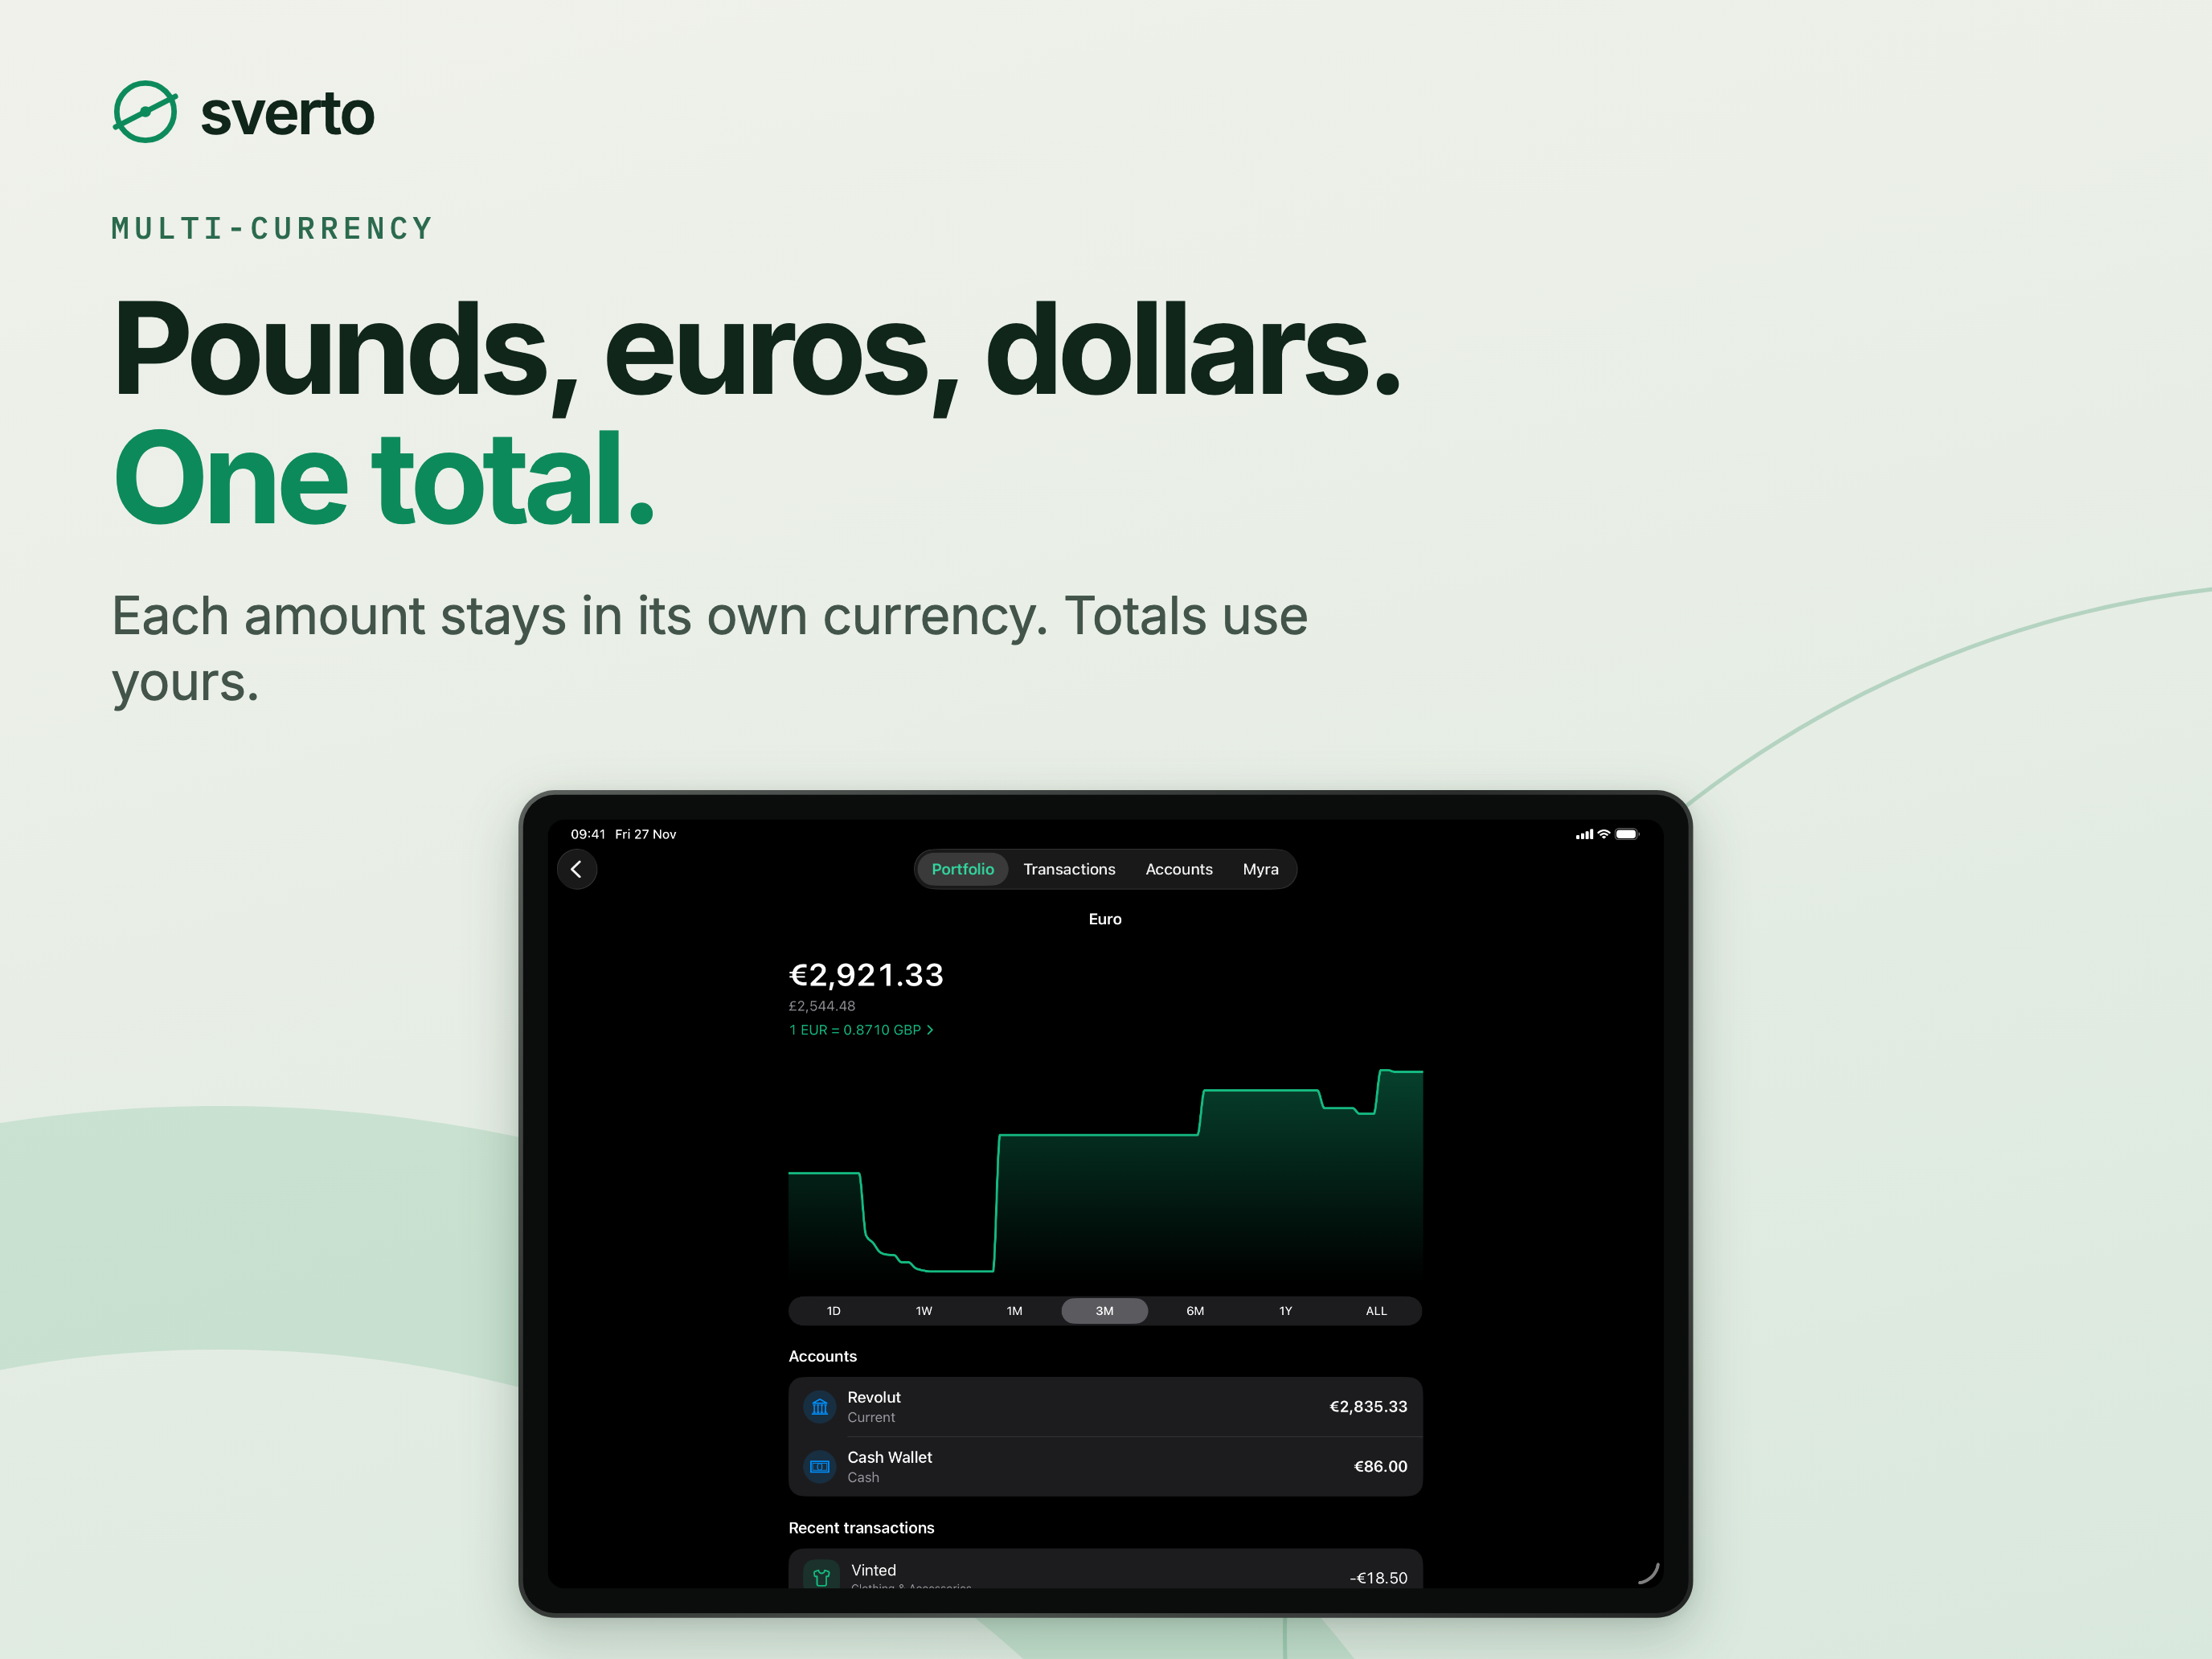 sverto
MULTI-CURRENCY
Pounds, euros, dollars.
One total.
Each amount stays in its own currency. Totals use
yours.
09:41 Fri 27 Nov
Portfolio Transactions Accounts Myra
Euro
€2,921.33
£2,544.48
1 EUR = 0.8710 GBP
1D 1W 1M 3M 6M 1Y ALL
Accounts
Revolut
Current
€2,835.33
Cash Wallet
Cash
€86.00
Recent transactions
Vinted
-€18.50
Clothing & Accessories